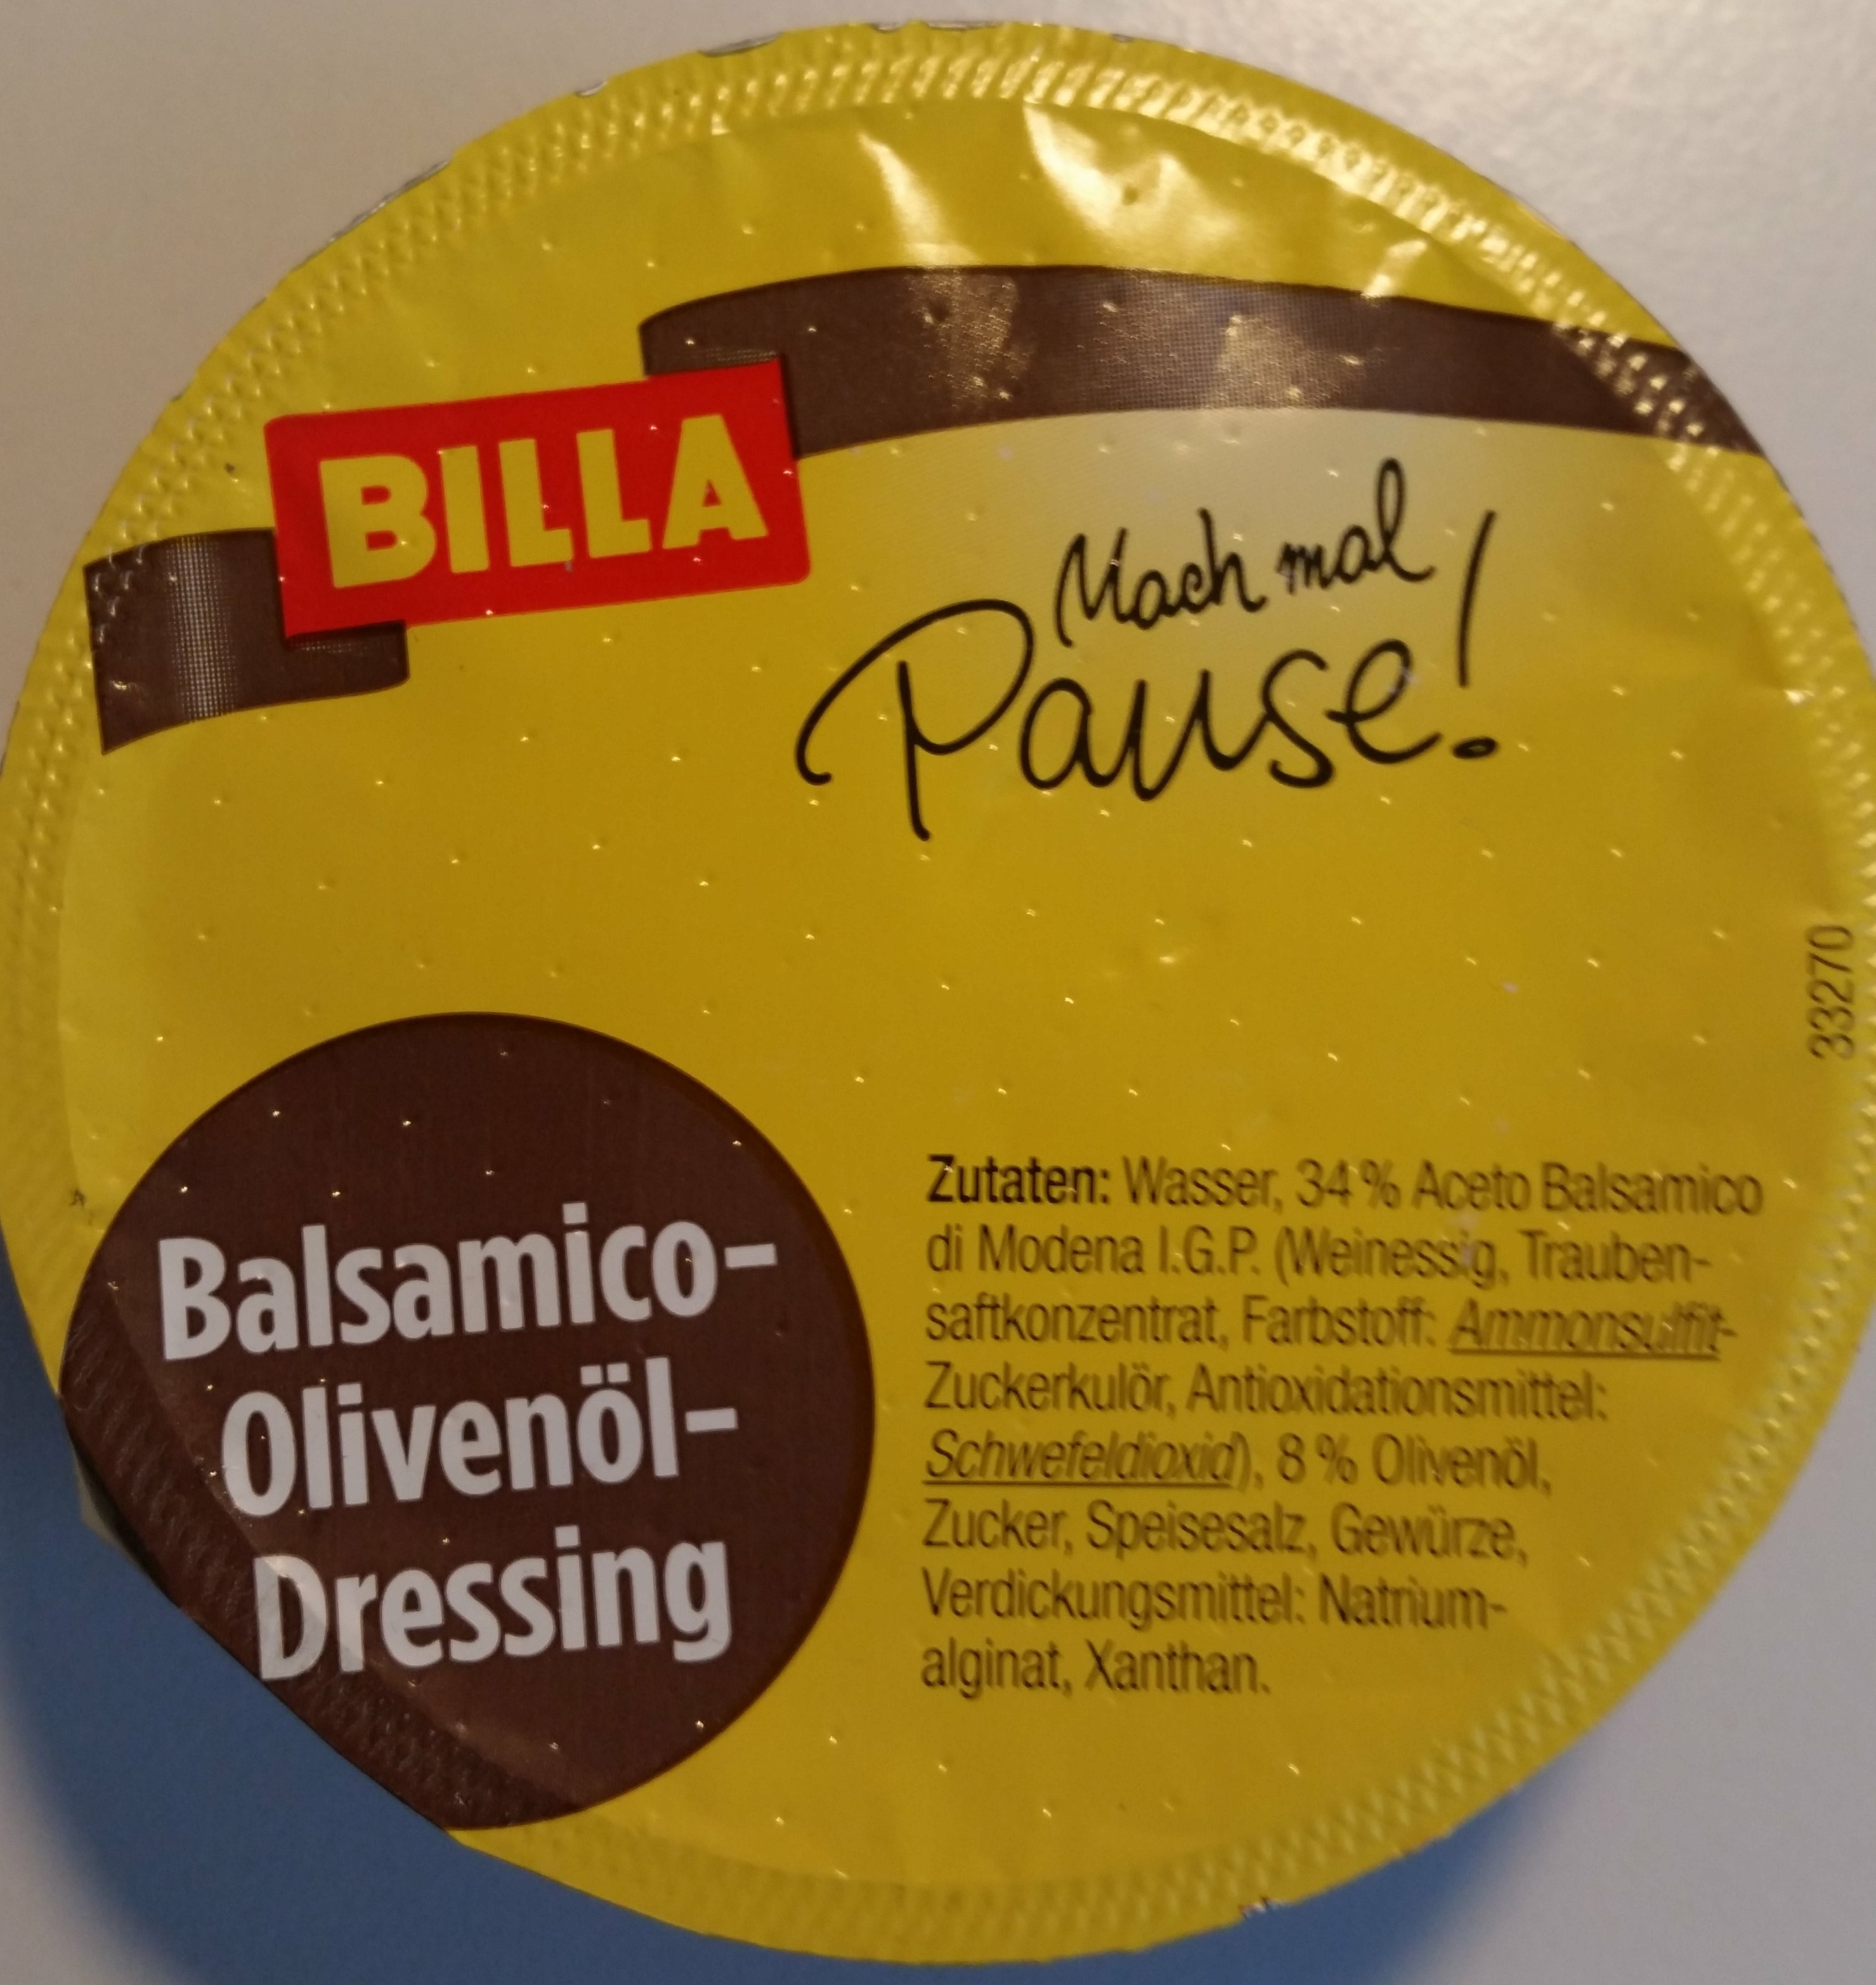 BILLA
Mach mal
Pause!
33270
Balsamico-
Olivenöl-
Dressing
Zutaten: Wasser, 34 % Aceto Balsamico
di Modena I.G.P. (Weinessig, Trauben-
saftkonzentrat, Farbstoff: Ammonsulfit-
Zuckerkulör, Antioxidationsmittel:
Schwefeldioxid), 8 % Olivenöl,
Zucker, Speisesalz, Gewürze,
Verdickungsmittel: Natrium-
alginat, Xanthan.